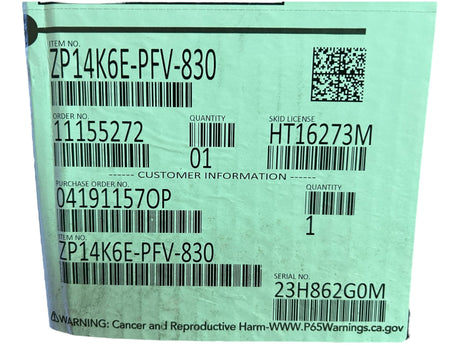 ITEM NO.
ZP14K6E-PFV-830
ORDER NO.
11155272
QUANTITY
01
SKID LICENSE
HT16273M
------ CUSTOMER INFORMATION ------
PURCHASE ORDER NO.
04191157OP
QUANTITY
1
ITEM NO.
ZP14K6E-PFV-830
SERIAL NO.
23H862G0M
⚠WARNING: Cancer and Reproductive Harm-WWW.P65Warnings.ca.gov